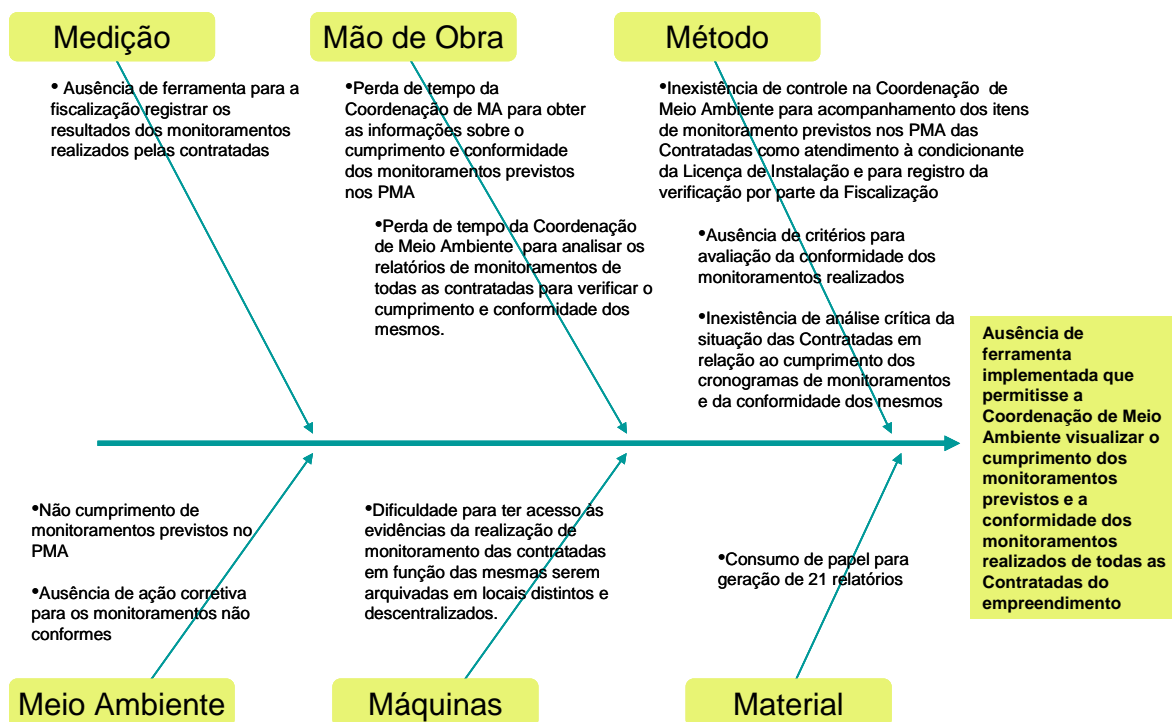 Medição
Mão de Obra
Método
• Ausência de ferramenta para a
fiscalização registrar os
resultados dos monitoramentos
realizados pelas contratadas
•Perda de tempo da
Coordenação de MA para obter
as informações sobre o
cumprimento e conformidade
dos monitoramentos previstos
nos PMA
•Perda de tempo da Coordenação
de Meio Ambiente para analisar os
relatórios de monitoramentos de
todas as contratadas para verificar o
cumprimento e conformidade dos
mesmos.
•Inexistência de controle na Coordenação de
Meio Ambiente para acompanhamento dos itens
de monitoramento previstos nos PMA das
Contratadas como atendimento à condicionante
da Licença de Instalação e para registro da
verificação por parte da Fiscalização
•Ausência de critérios para
avaliação da conformidade dos
monitoramentos realizados
•Inexistência de análise crítica da
situação das Contratadas em
relação ao cumprimento dos
cronogramas de monitoramentos
e da conformidade dos mesmos
Ausência de
ferramenta
implementada que
permitisse a
Coordenação de Meio
Ambiente visualizar o
cumprimento dos
monitoramentos
previstos e a
conformidade dos
monitoramentos
realizados de todas as
Contratadas do
empreendimento
•Não cumprimento de
monitoramentos previstos no
PMA
•Ausência de ação corretiva
para os monitoramentos não
conformes
•Dificuldade para ter acesso às
evidências da realização de
monitoramento das contratadas
em função das mesmas serem
arquivadas em locais distintos e
descentralizados.
•Consumo de papel para
geração de 21 relatórios
Meio Ambiente
Máquinas
Material